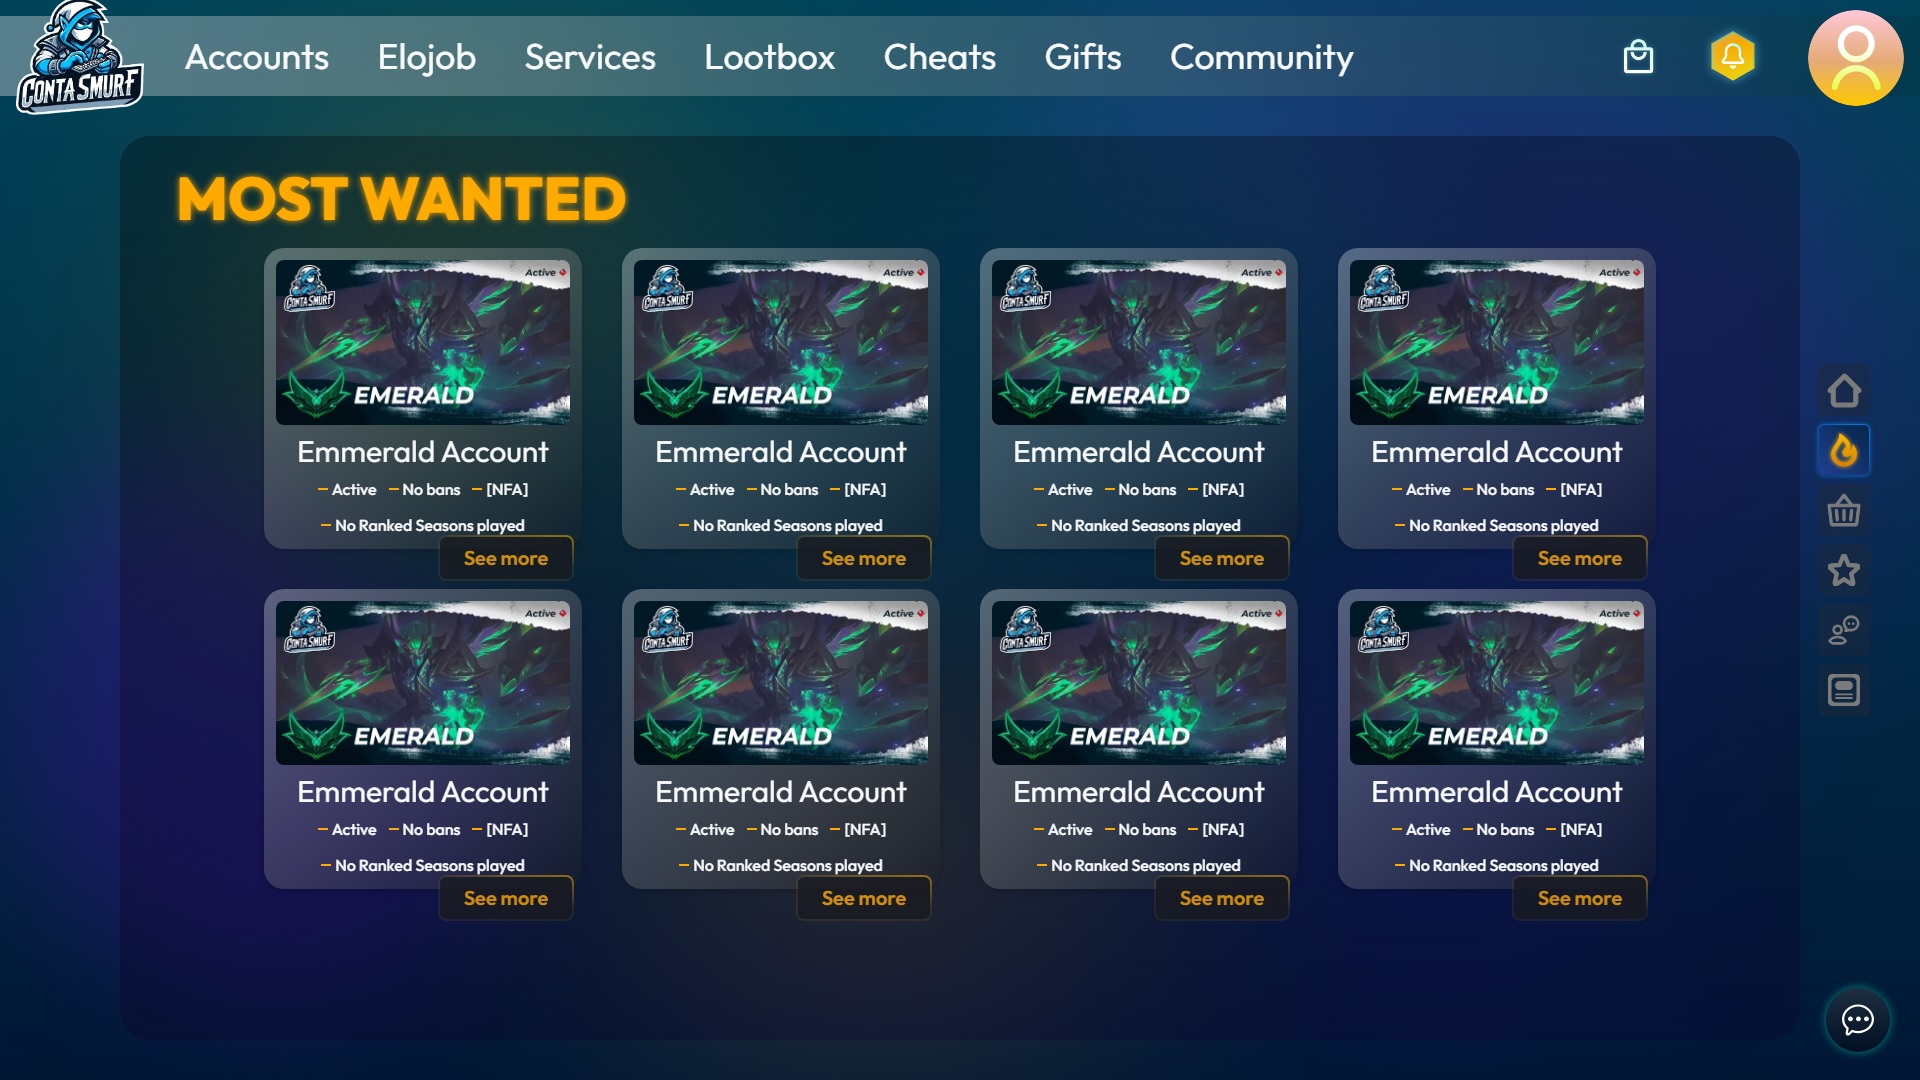 CONTA SMURF
Accounts Elojob Services Lootbox Cheats Gifts Community
MOST WANTED
CONTA SMURF Active CONTA SMURF Active CONTA SMURF Active CONTA SMURF Active
EMERALD EMERALD EMERALD EMERALD
Emmerald Account Emmerald Account Emmerald Account Emmerald Account
Active No bans [NFA] Active No bans [NFA] Active No bans [NFA] Active No bans [NFA]
No Ranked Seasons played No Ranked Seasons played No Ranked Seasons played No Ranked Seasons played
See more See more See more See more
CONTA SMURF Active CONTA SMURF Active CONTA SMURF Active CONTA SMURF Active
EMERALD EMERALD EMERALD EMERALD
Emmerald Account Emmerald Account Emmerald Account Emmerald Account
Active No bans [NFA] Active No bans [NFA] Active No bans [NFA] Active No bans [NFA]
No Ranked Seasons played No Ranked Seasons played No Ranked Seasons played No Ranked Seasons played
See more See more See more See more